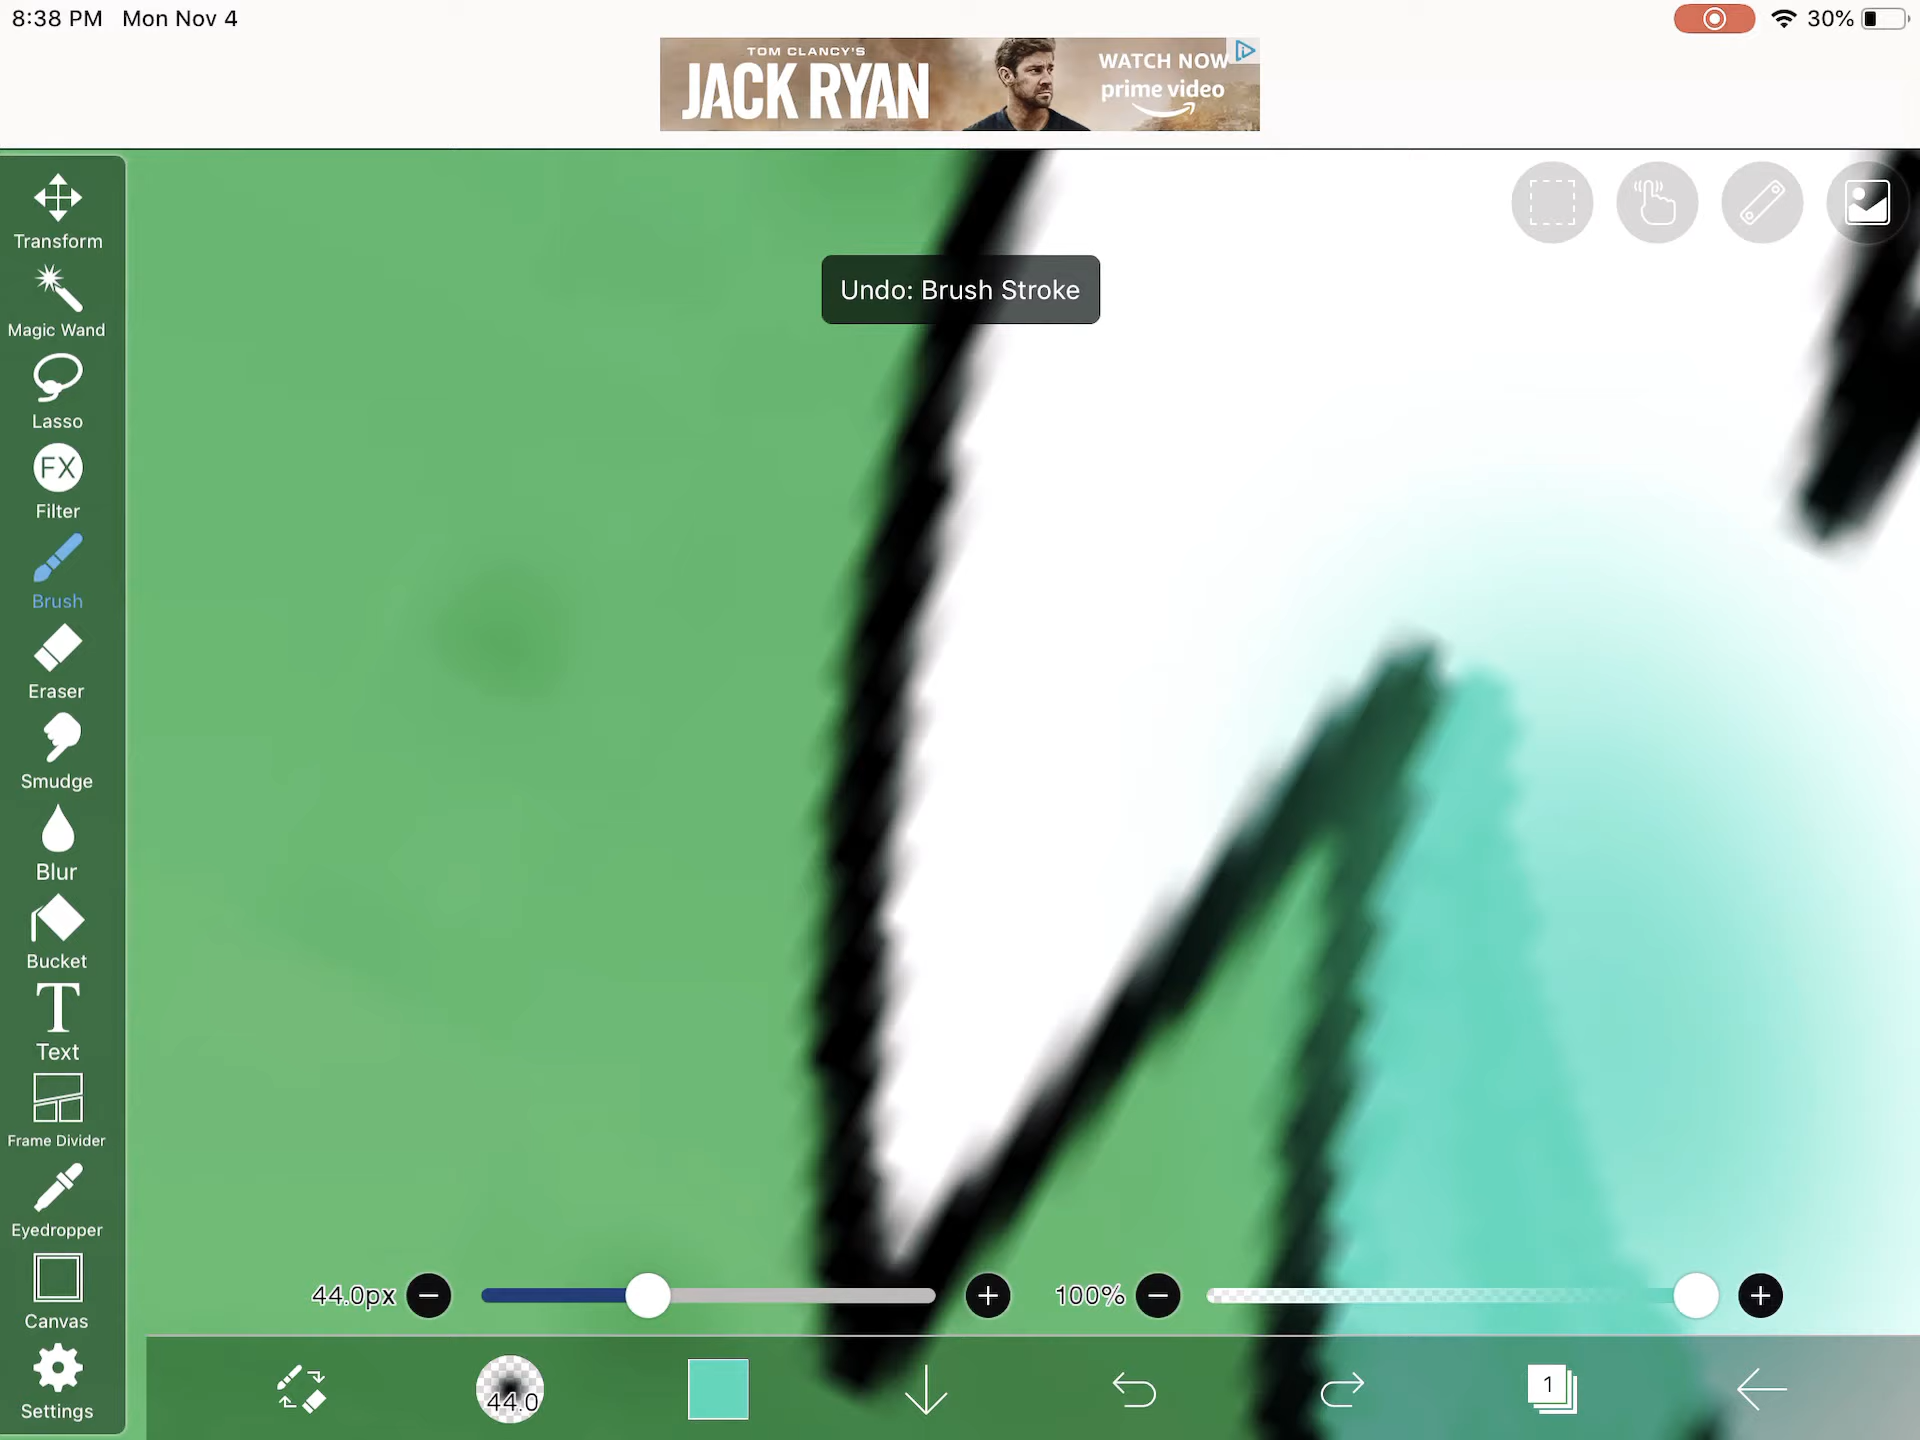 8:38 PM Mon Nov 4
30%
TOM CLANCY'S
JACK RYAN
WATCH NOW
prime video
Transform
Magic Wand
Lasso
FX
Filter
Brush
Eraser
Smudge
Blur
Bucket
T
Text
Frame Divider
Eyedropper
Canvas
Settings
Undo: Brush Stroke
44.0px
100%
44.0
1